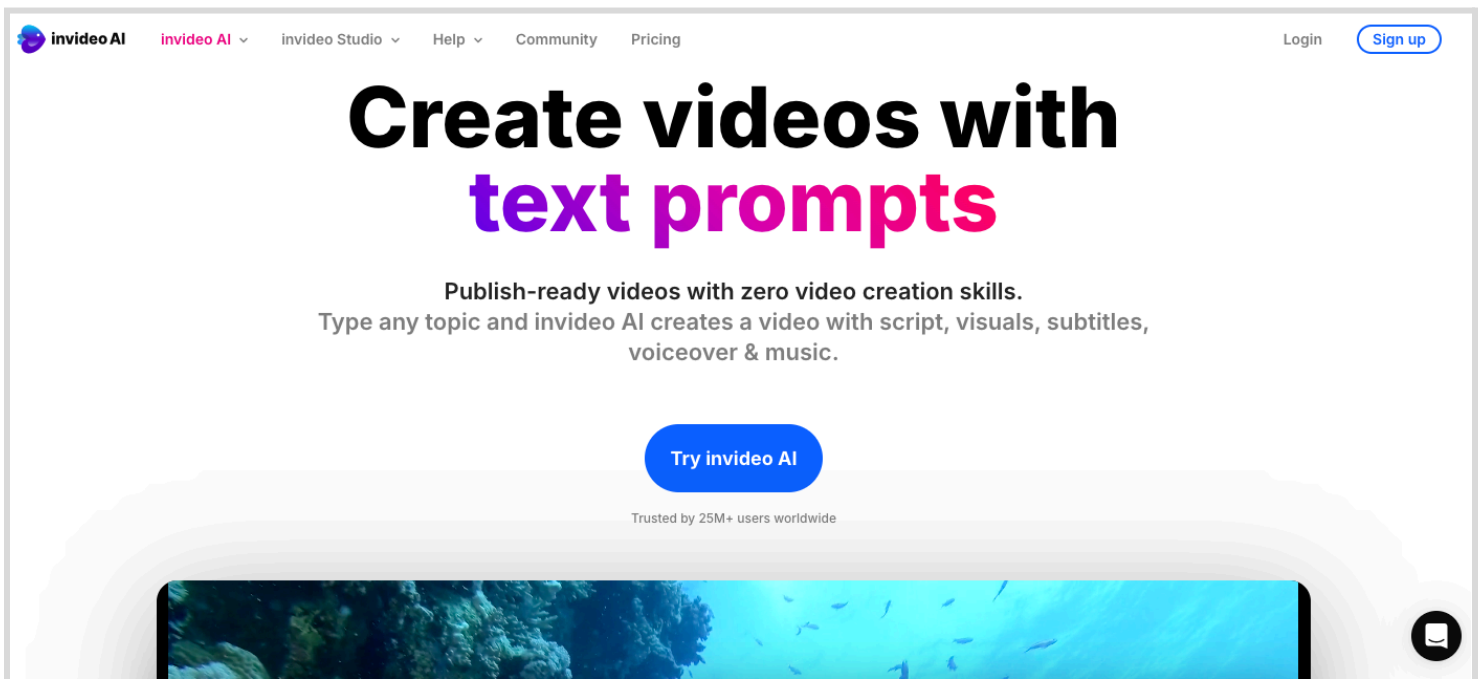 invideo AI
invideo AI
invideo Studio
Help
Community
Pricing
Login
Sign up
Create videos with
text prompts
Publish-ready videos with zero video creation skills.
Type any topic and invideo AI creates a video with script, visuals, subtitles,
voiceover & music.
Try invideo AI
Trusted by 25M+ users worldwide